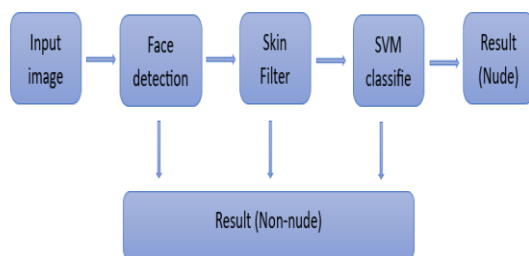 Input
image
Face
detection
Skin
Filter
SVM
classifie
Result
(Nude)
Result (Non-nude)